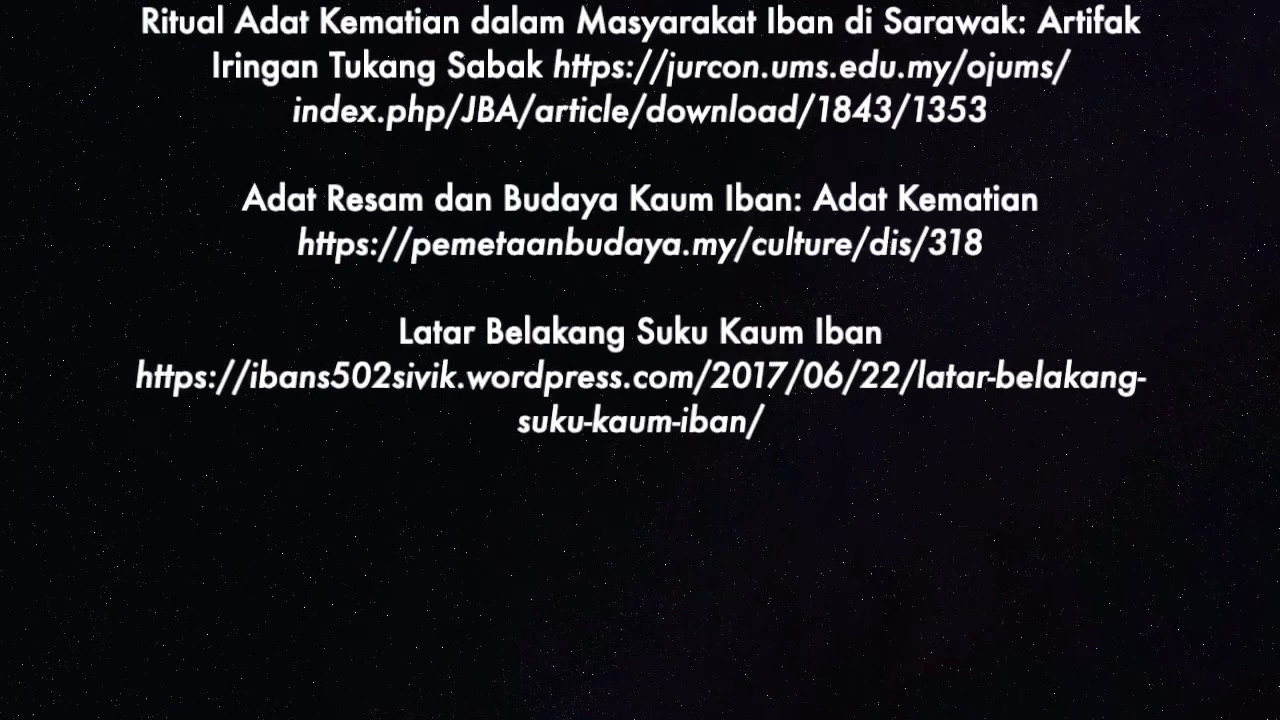 Ritual Adat Kematian dalam Masyarakat Iban di Sarawak: Artifak
Iringan Tukang Sabak https://jurcon.ums.edu.my/ojums/
index.php/JBA/article/download/1843/1353
Adat Resam dan Budaya Kaum Iban: Adat Kematian
https://pemetaanbudaya.my/culture/dis/318
Latar Belakang Suku Kaum Iban
https://ibans502sivik.wordpress.com/2017/06/22/latar-belakang-
suku-kaum-iban/